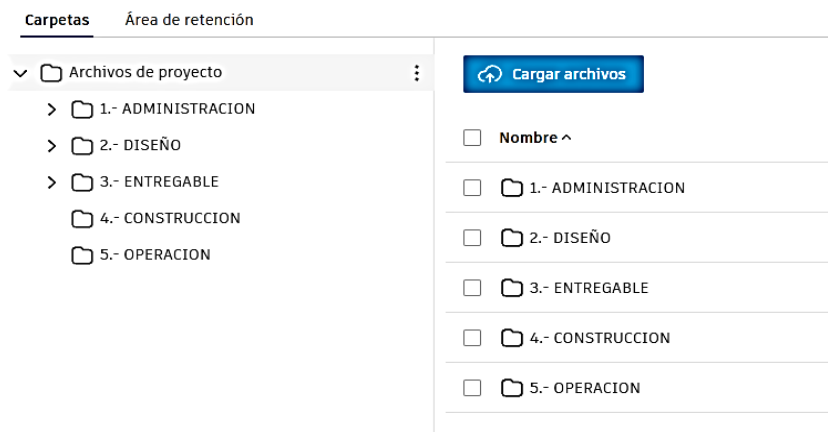 Carpetas
Área de retención
Archivos de proyecto
1.- ADMINISTRACION
2.- DISEÑO
3.- ENTREGABLE
4.- CONSTRUCCION
5.- OPERACION
Cargar archivos
Nombre
1.- ADMINISTRACION
2.- DISEÑO
3.- ENTREGABLE
4.- CONSTRUCCION
5.- OPERACION